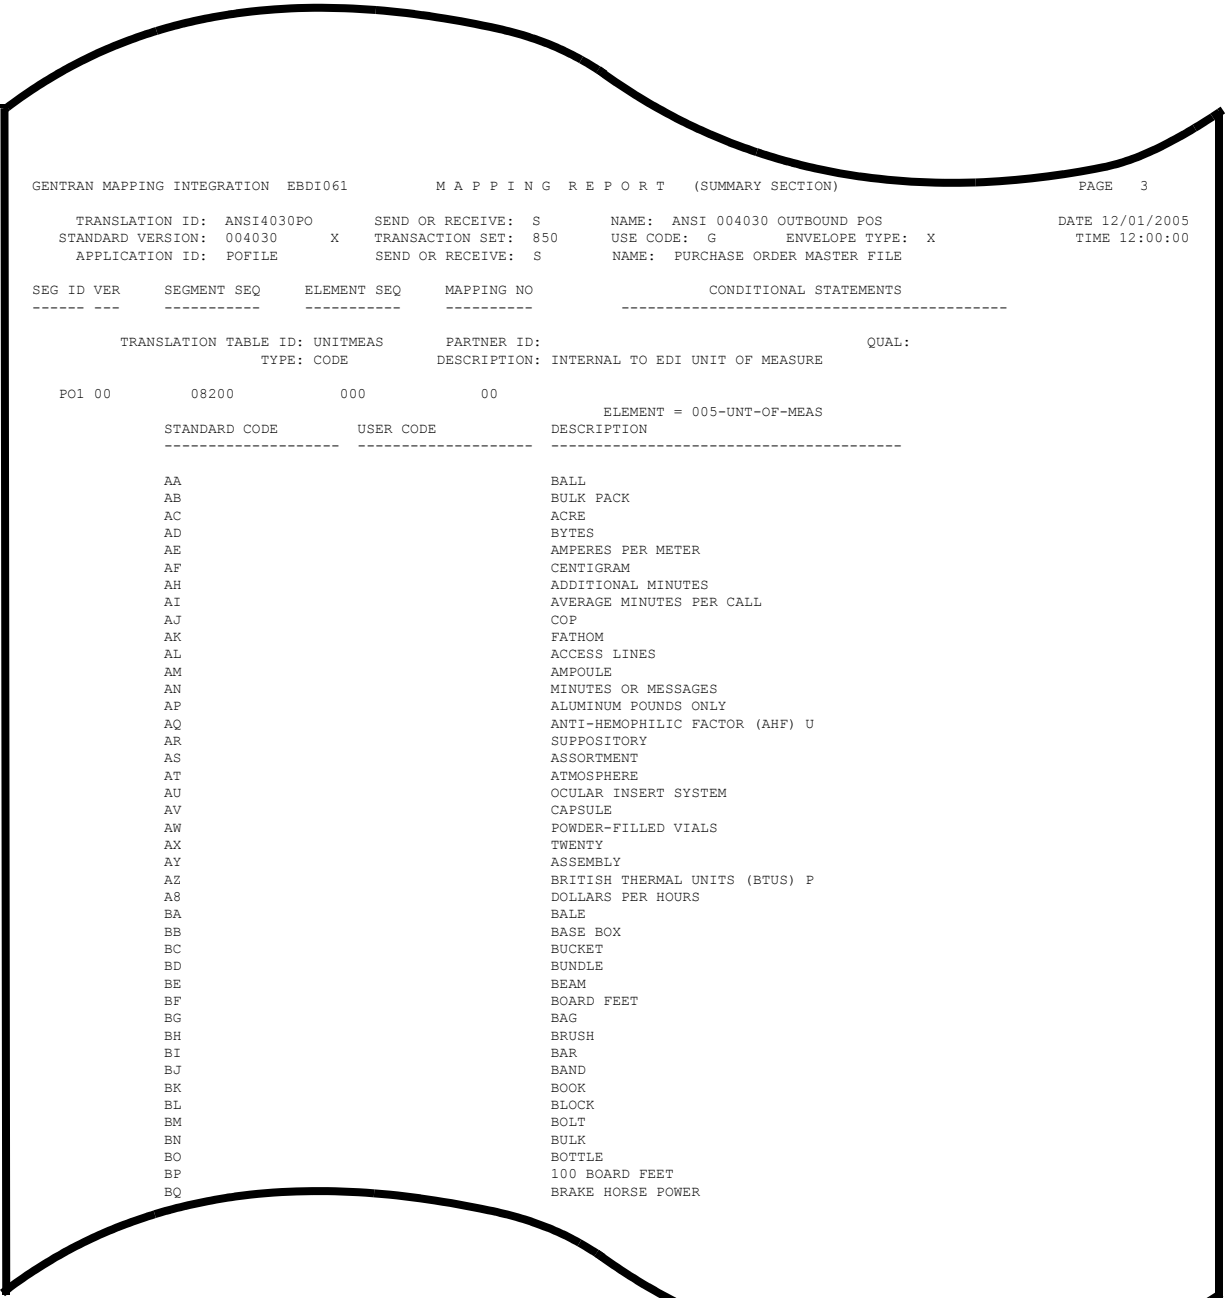 GENTRAN MAPPING INTEGRATION EBDI061 M A P P I N G R E P O R T (SUMMARY SECTION) PAGE 3
TRANSLATION ID: ANSI4030PO SEND OR RECEIVE: S NAME: ANSI 004030 OUTBOUND POS DATE 12/01/2005
STANDARD VERSION: 004030 X TRANSACTION SET: 850 USE CODE: G ENVELOPE TYPE: X TIME 12:00:00
APPLICATION ID: POFILE SEND OR RECEIVE: S NAME: PURCHASE ORDER MASTER FILE
SEG ID VER SEGMENT SEQ ELEMENT SEQ MAPPING NO CONDITIONAL STATEMENTS
------ --- ----------- ----------- ---------- --------------------------------------------
TRANSLATION TABLE ID: UNITMEAS PARTNER ID: QUAL:
TYPE: CODE DESCRIPTION: INTERNAL TO EDI UNIT OF MEASURE
PO1 00 08200 000 00
ELEMENT = 005-UNT-OF-MEAS
STANDARD CODE USER CODE DESCRIPTION
-------------------- -------------------- ----------------------------------------
AA BALL
AB BULK PACK
AC ACRE
AD BYTES
AE AMPERES PER METER
AF CENTIGRAM
AH ADDITIONAL MINUTES
AI AVERAGE MINUTES PER CALL
AJ COP
AK FATHOM
AL ACCESS LINES
AM AMPOULE
AN MINUTES OR MESSAGES
AP ALUMINUM POUNDS ONLY
AQ ANTI-HEMOPHILIC FACTOR (AHF) U
AR SUPPOSITORY
AS ASSORTMENT
AT ATMOSPHERE
AU OCULAR INSERT SYSTEM
AV CAPSULE
AW POWDER-FILLED VIALS
AX TWENTY
AY ASSEMBLY
AZ BRITISH THERMAL UNITS (BTUS) P
A8 DOLLARS PER HOURS
BA BALE
BB BASE BOX
BC BUCKET
BD BUNDLE
BE BEAM
BF BOARD FEET
BG BAG
BH BRUSH
BI BAR
BJ BAND
BK BOOK
BL BLOCK
BM BOLT
BN BULK
BO BOTTLE
BP 100 BOARD FEET
BQ BRAKE HORSE POWER